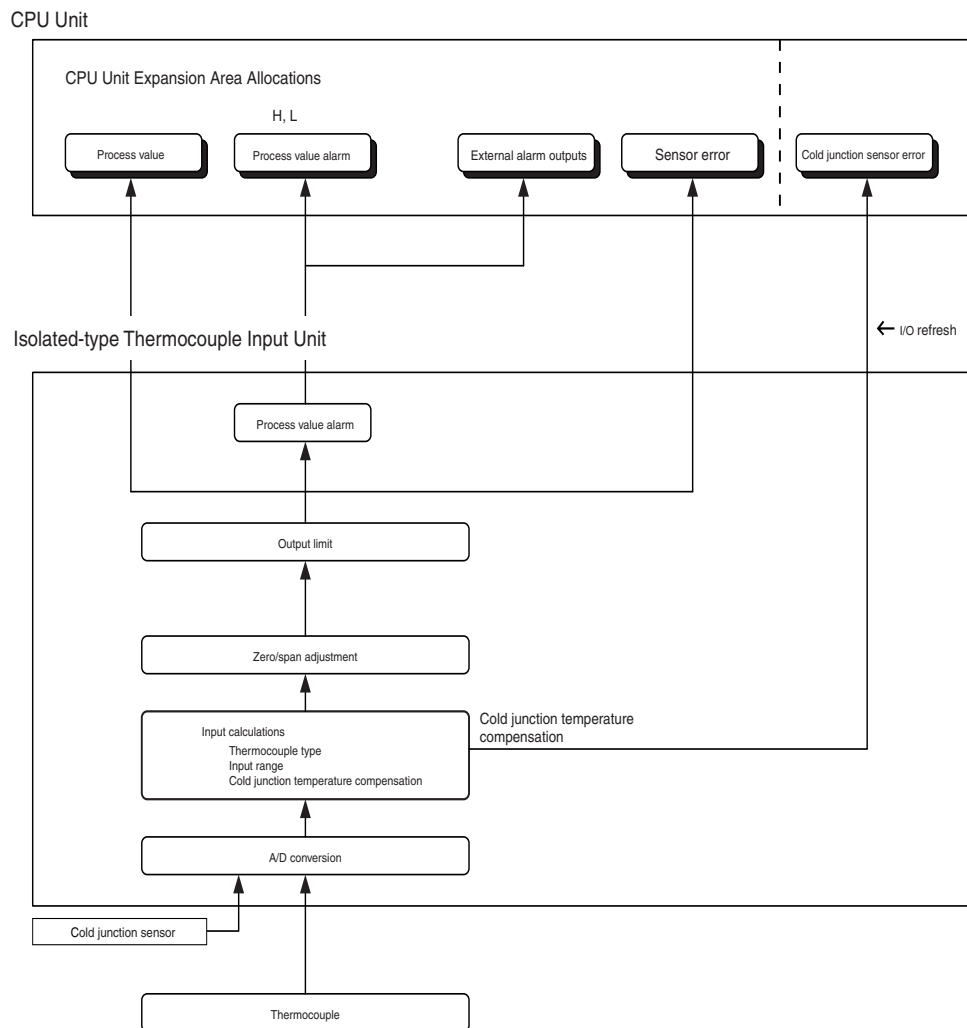 CPU Unit
CPU Unit Expansion Area Allocations
H, L
Process value
Process value alarm
External alarm outputs
Sensor error
Cold junction sensor error
I/O refresh
Isolated-type Thermocouple Input Unit
Process value alarm
Output limit
Zero/span adjustment
Cold junction temperature
compensation
Input calculations
Thermocouple type
Input range
Cold junction temperature compensation
A/D conversion
Cold junction sensor
Thermocouple